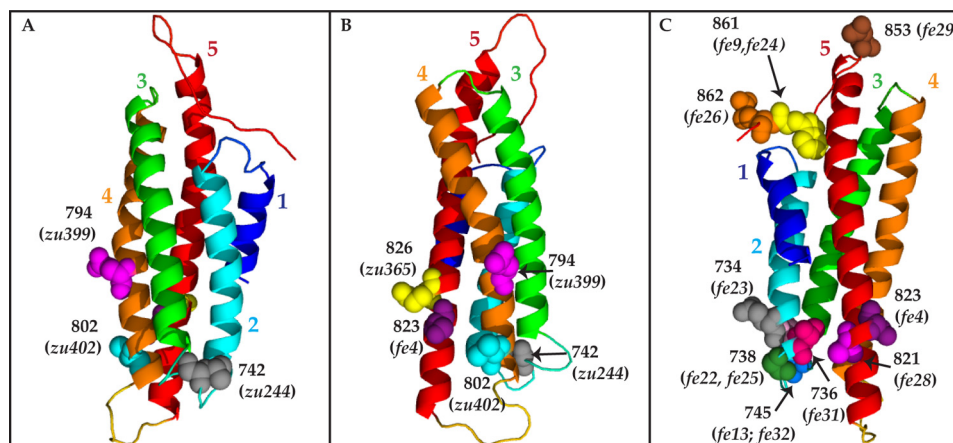 A
5
3
4
1
794
(zu399)
802
(zu402)
2
742
(zu244)
B
4
3
826
(zu365)
823
(fe4)
794
(zu399)
742
(zu244)
802
(zu402)
5
C
861
(fe9,fe24)
853 (fe29)
5
3
4
862
(fe26)
1
2
734
(fe23)
823
(fe4)
738
(fe22, fe25)
736
(fe31)
821
(fe28)
745
(fe13; fe32)